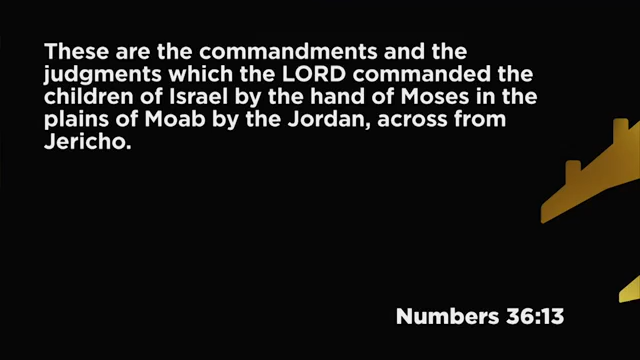 These are the commandments and the
judgments which the LORD commanded the
children of Israel by the hand of Moses in the
plains of Moab by the Jordan, across from
Jericho.
Numbers 36:13